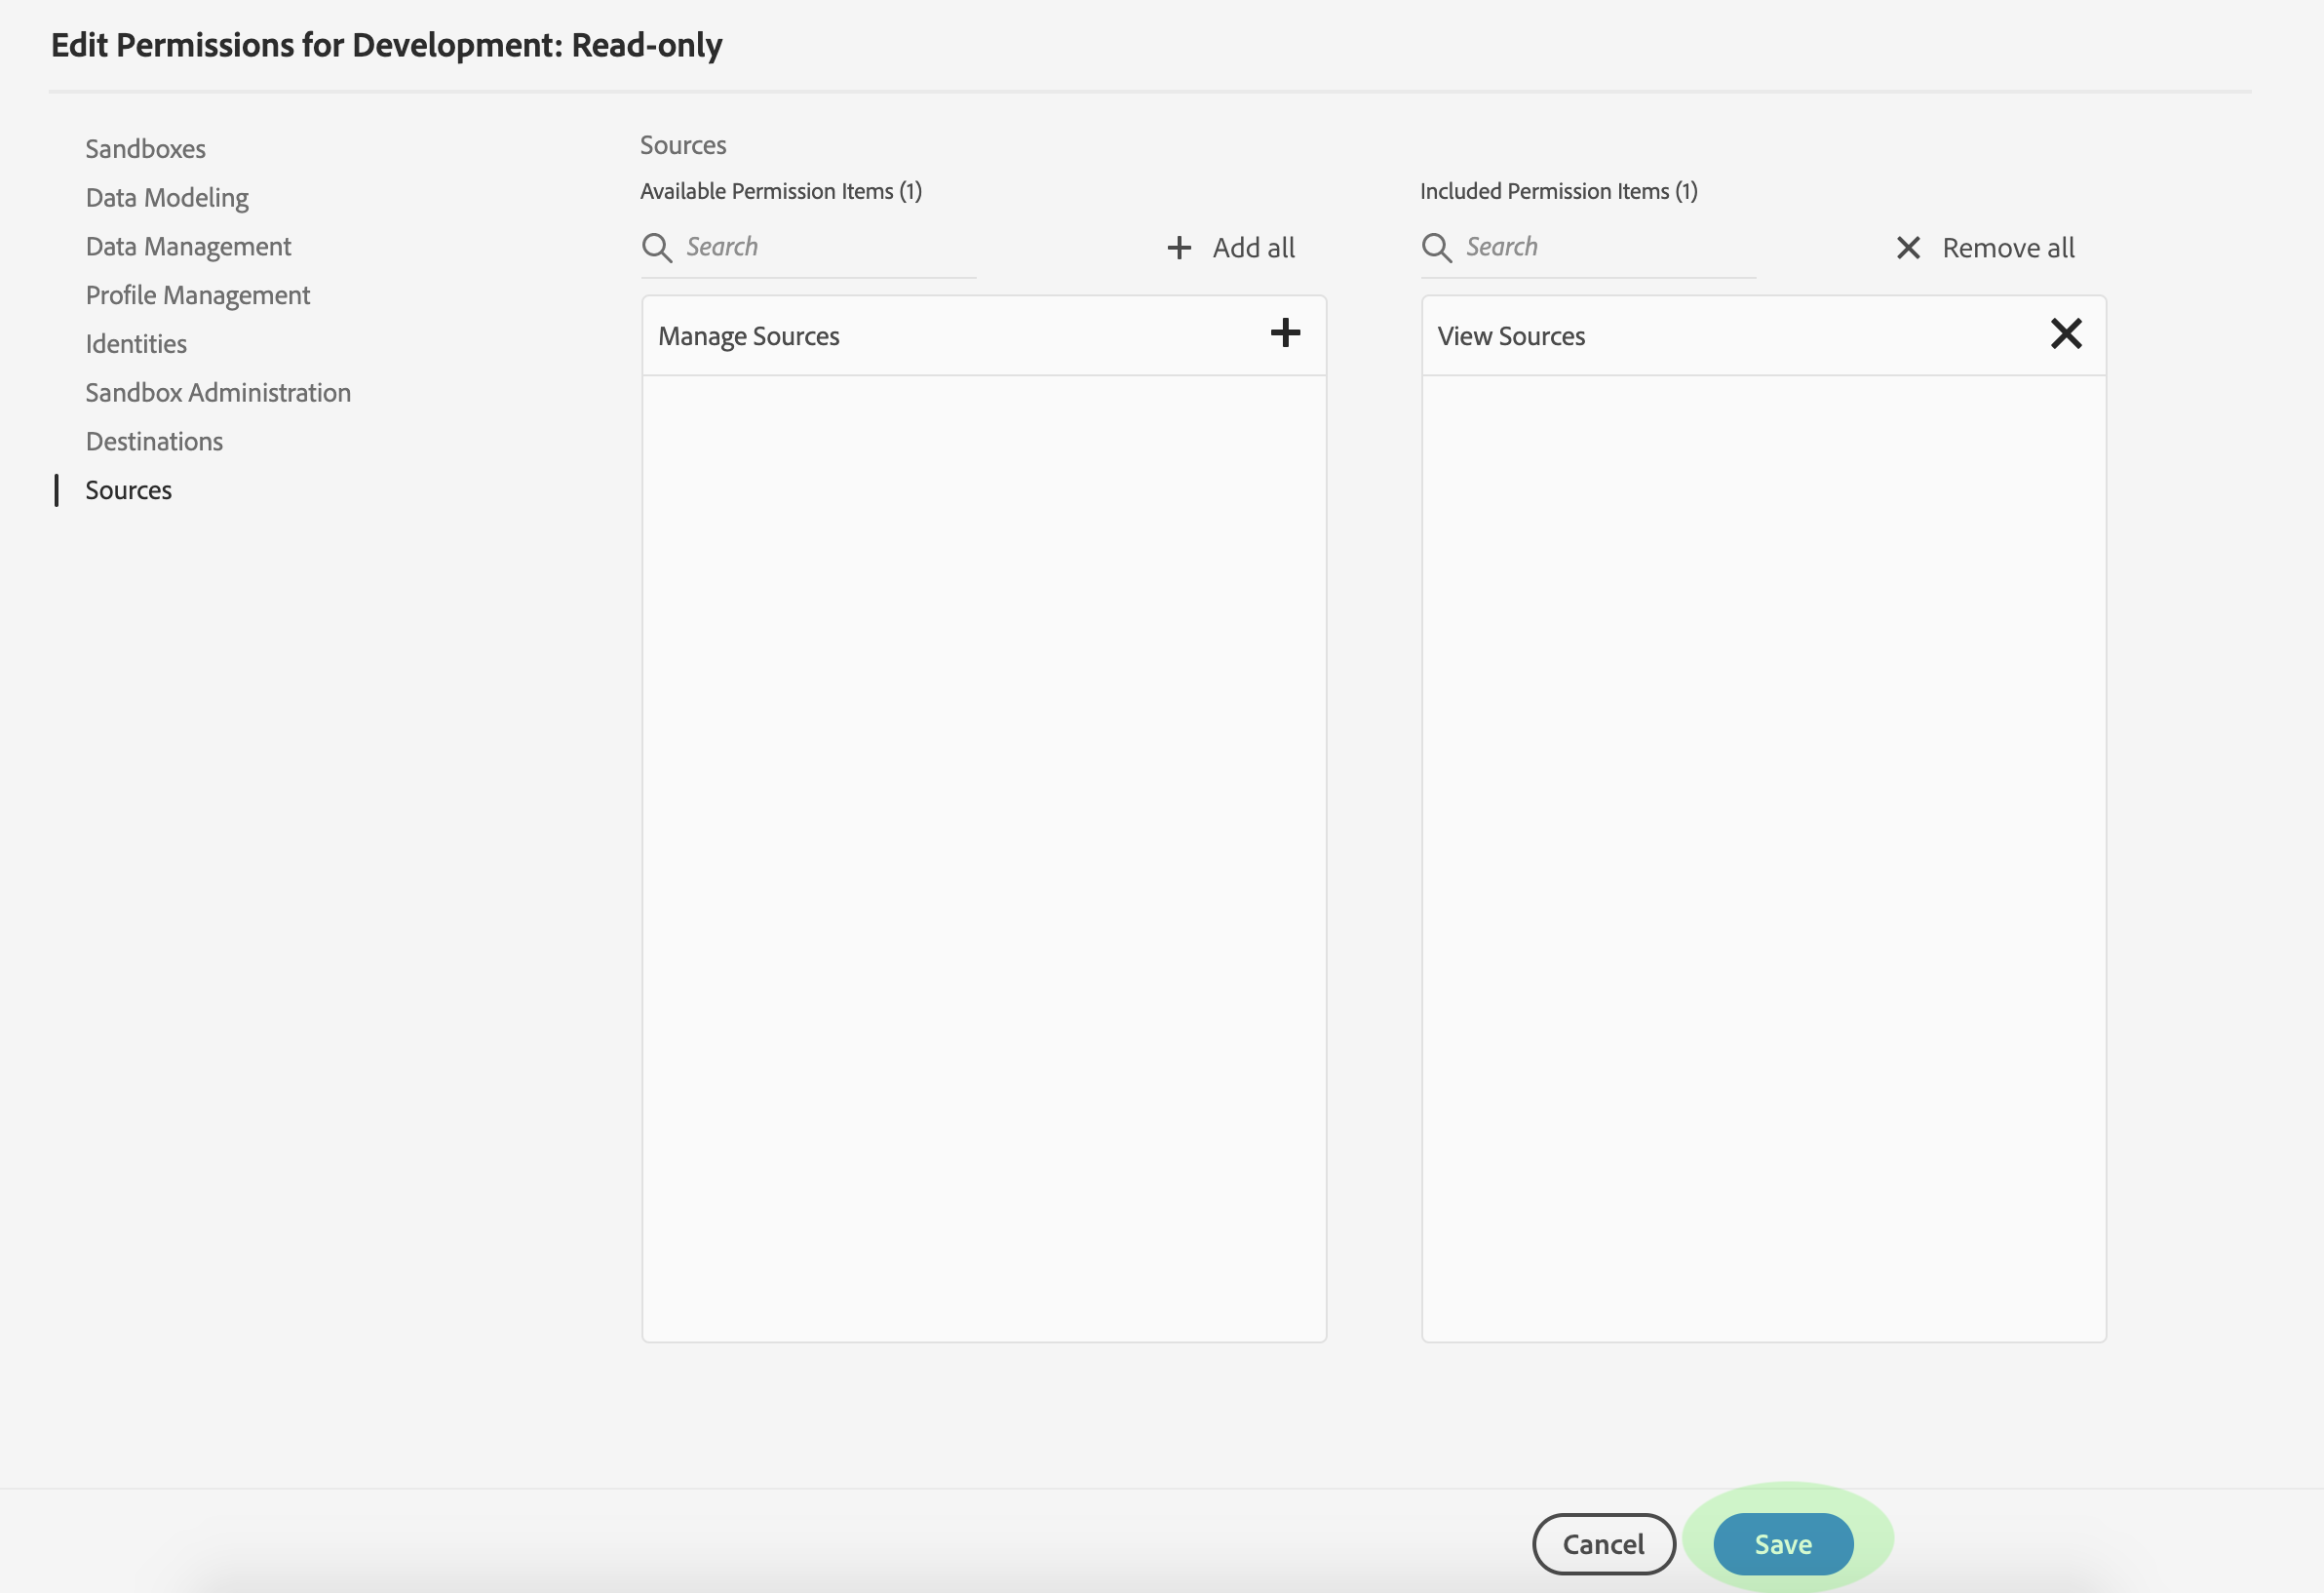 Edit Permissions for Development: Read-only
Sandboxes
Data Modeling
Data Management
Profile Management
Identities
Sandbox Administration
Destinations
Sources
Sources
Available Permission Items (1)
Search
Add all
Manage Sources
Included Permission Items (1)
Search
Remove all
View Sources
Cancel
Save